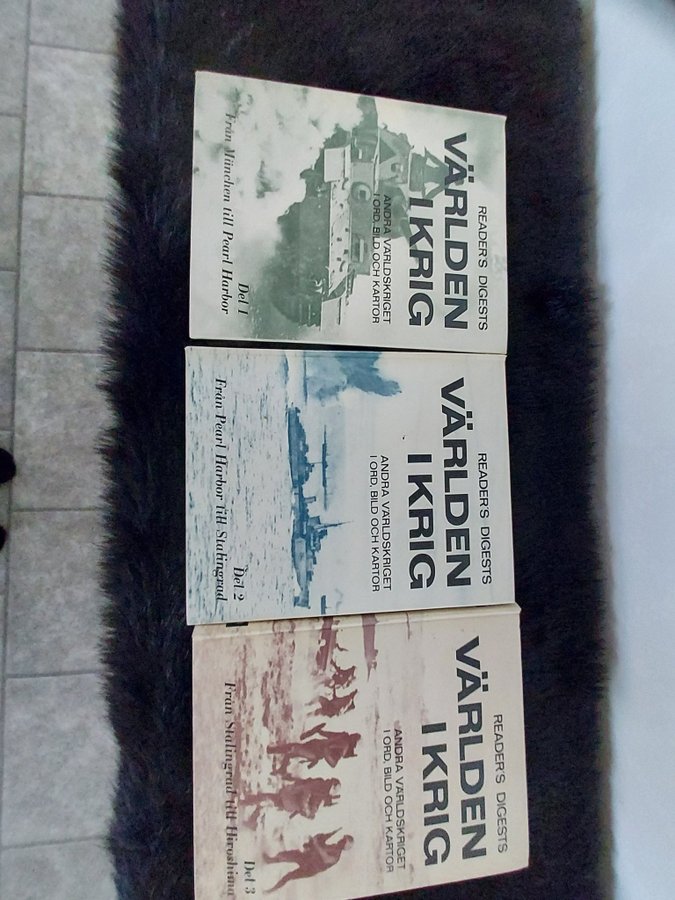 READER'S DIGESTS
VÄRLDEN
I KRIG
ANDRA VÄRLDSKRIGET
I ORD, BILD OCH KARTOR
Del 1
Från München till Pearl Harbor
READER'S DIGESTS
VÄRLDEN
I KRIG
ANDRA VÄRLDSKRIGET
I ORD, BILD OCH KARTOR
Del 2
Från Pearl Harbor till Stalingrad
READER'S DIGESTS
VÄRLDEN
I KRIG
ANDRA VÄRLDSKRIGET
I ORD, BILD OCH KARTOR
Del 3
Från Stalingrad till Hiroshima